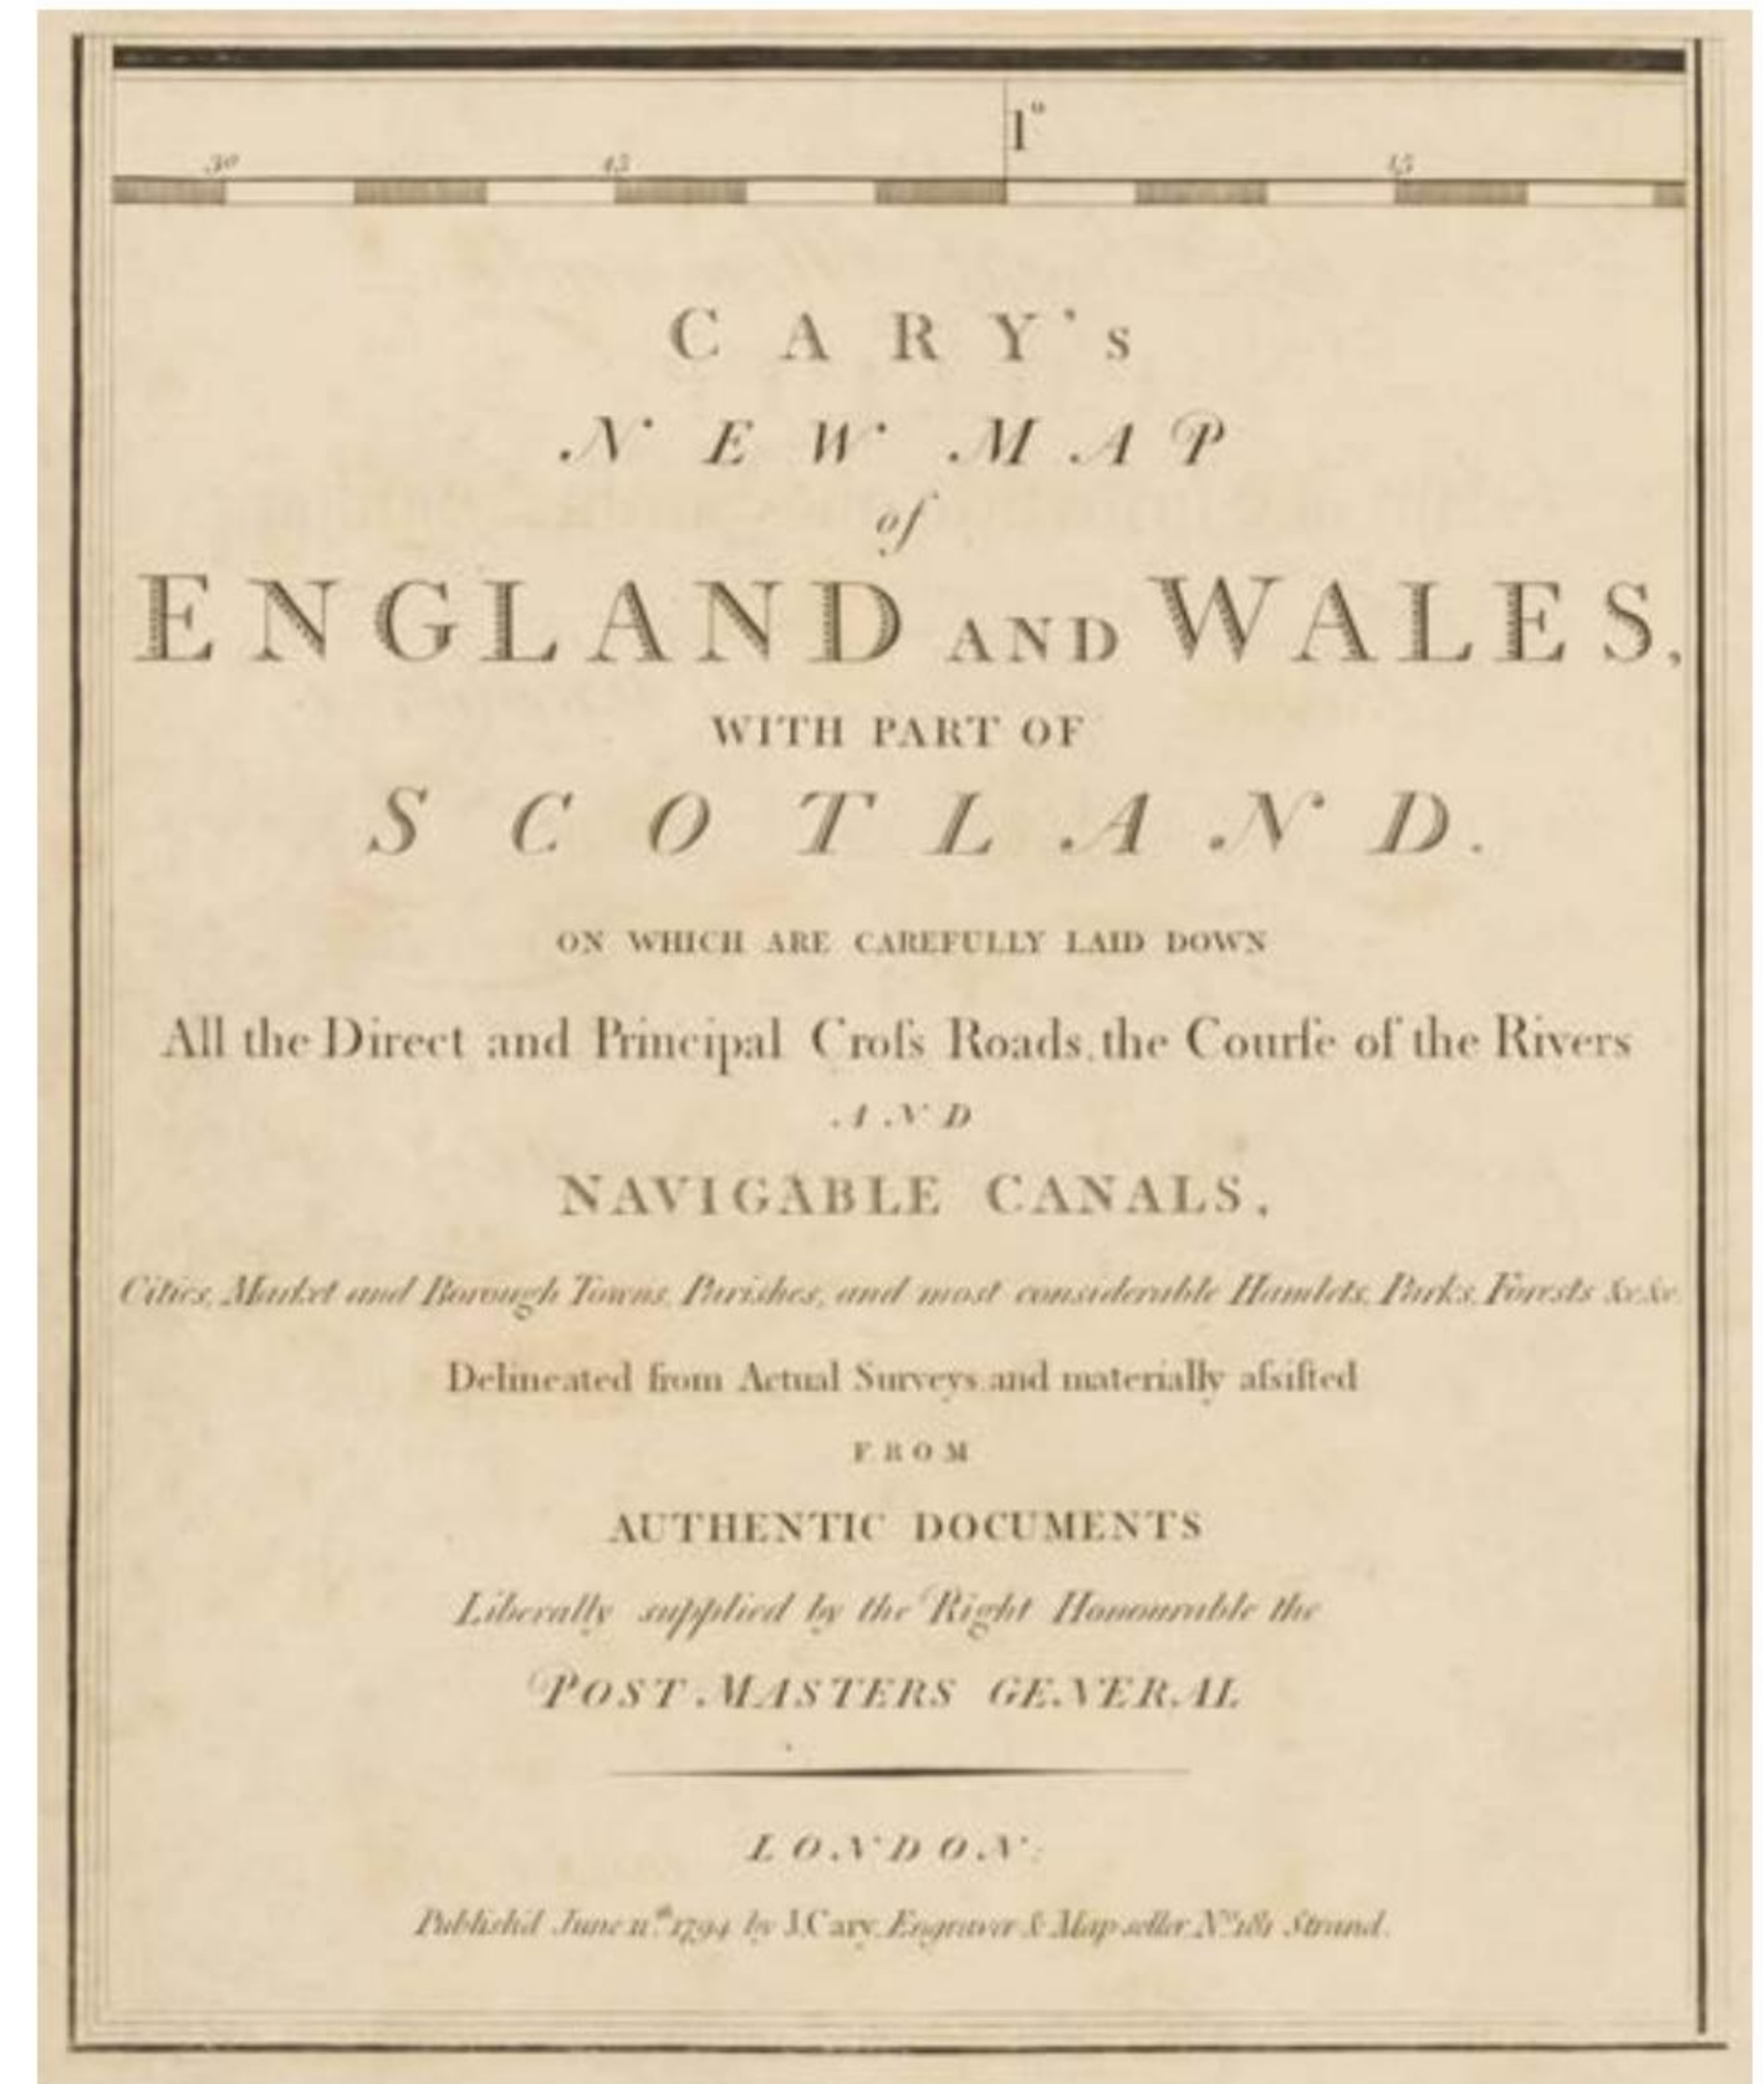 1°
30 45 15
CARY's
NEW MAP
of
ENGLAND AND WALES,
WITH PART OF
SCOTLAND.
ON WHICH ARE CAREFULLY LAID DOWN
All the Direct and Principal Croſs Roads, the Courſe of the Rivers
AND
NAVIGABLE CANALS,
Cities, Market and Borough Towns, Parishes, and most considerable Hamlets, Parks, Forests &c. &c.
Delineated from Actual Surveys, and materially aſsiſted
FROM
AUTHENTIC DOCUMENTS
Liberally supplied by the Right Honourable the
POST MASTERS GENERAL
LONDON:
Publish'd June 11th. 1794 by J. Cary, Engraver & Map-seller No. 181 Strand.